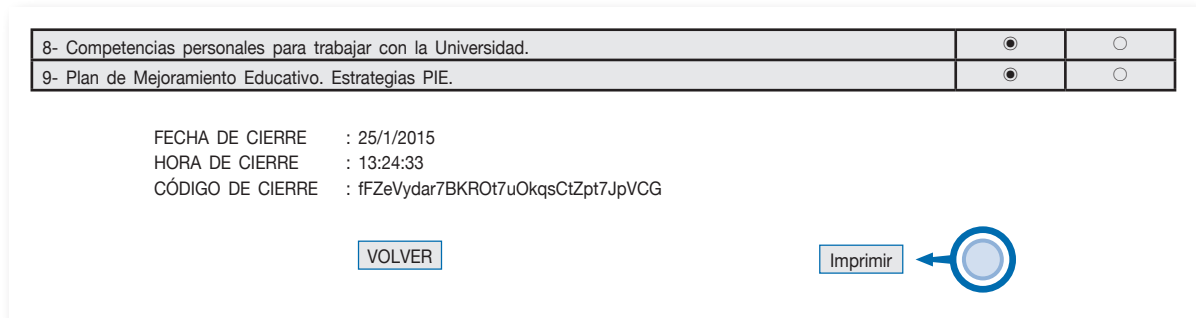 8- Competencias personales para trabajar con la Universidad.
9- Plan de Mejoramiento Educativo. Estrategias PIE.
FECHA DE CIERRE : 25/1/2015
HORA DE CIERRE : 13:24:33
CÓDIGO DE CIERRE : fFZeVydar7BKROt7uOkqsCtZpt7JpVCG
VOLVER Imprimir